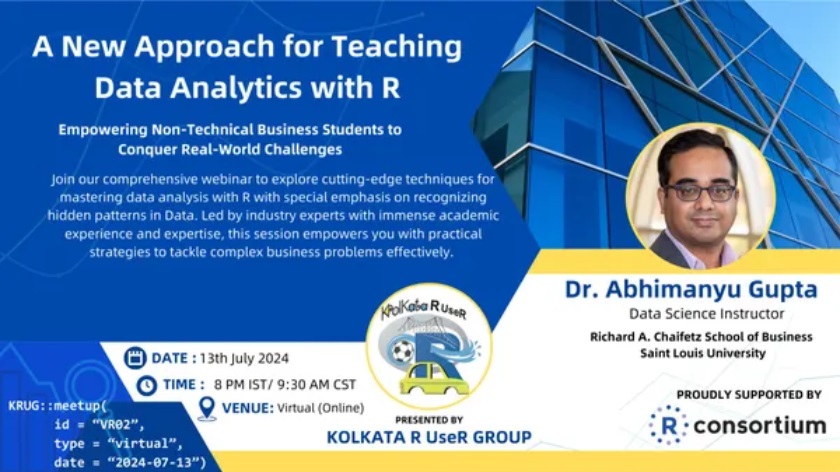 A New Approach for Teaching
Data Analytics with R
Empowering Non-Technical Business Students to
Conquer Real-World Challenges
Join our comprehensive webinar to explore cutting-edge techniques for
mastering data analysis with R with special emphasis on recognizing
hidden patterns in Data. Led by industry experts with immense academic
experience and expertise, this session empowers you with practical
strategies to tackle complex business problems effectively.
Dr. Abhimanyu Gupta
Data Science Instructor
Richard A. Chaifetz School of Business
Saint Louis University
KRolKata R UseR
R
DATE : 13th July 2024
TIME : 8 PM IST/ 9:30 AM CST
VENUE: Virtual (Online)
KRUG::meetup(
id = “VR02”,
type = “virtual”,
date = “2024-07-13”)
PRESENTED BY
KOLKATA R UseR GROUP
PROUDLY SUPPORTED BY
R consortium